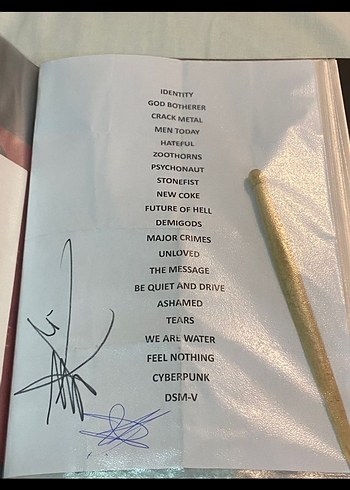 IDENTITY
GOD BOTHERER
CRACK METAL
MEN TODAY
HATEFUL
ZOOTHORNS
PSYCHONAUT
STONEFIST
NEW COKE
FUTURE OF HELL
DEMIGODS
MAJOR CRIMES
UNLOVED
THE MESSAGE
BE QUIET AND DRIVE
ASHAMED
TEARS
WE ARE WATER
FEEL NOTHING
CYBERPUNK
DSM-V